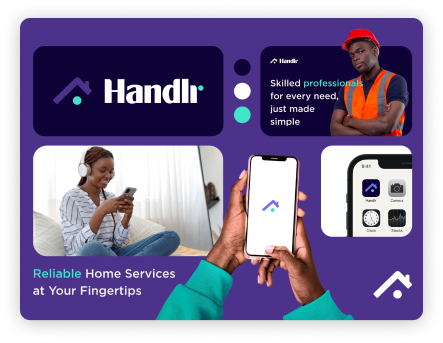 Handlr
Handlr
Skilled professionals
for every need,
just made
simple
9:41
Handlr
Camera
Clock
Stocks
Reliable Home Services
at Your Fingertips